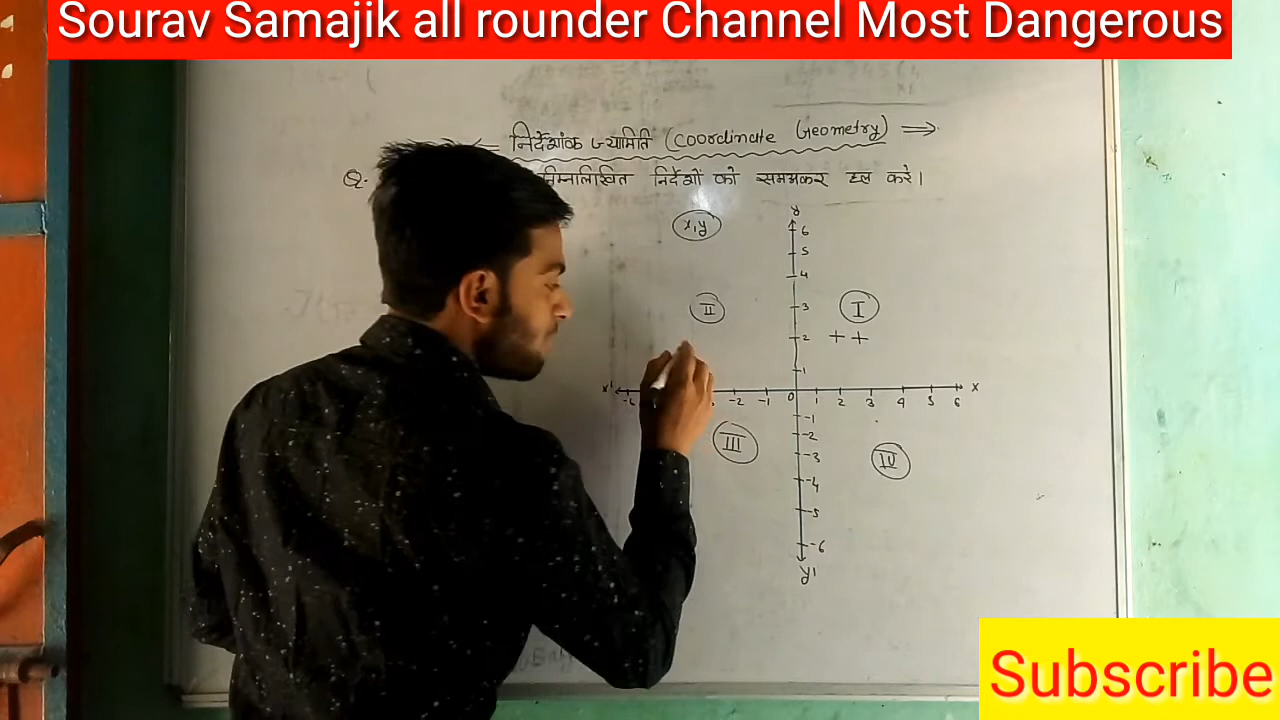 Sourav Samajik all rounder Channel Most Dangerous
निर्देशांक ज्यामिति (Coordinate Geometry)
Q. निम्नलिखित निर्देशों को समझकर हल करे।
x,y
y
6
5
4
II 3 I
2 + +
1
x' -6 -2 -1 0 1 2 3 4 5 6 x
-1
III -2
-3 IV
-4
-5
-6
y'
Subscribe